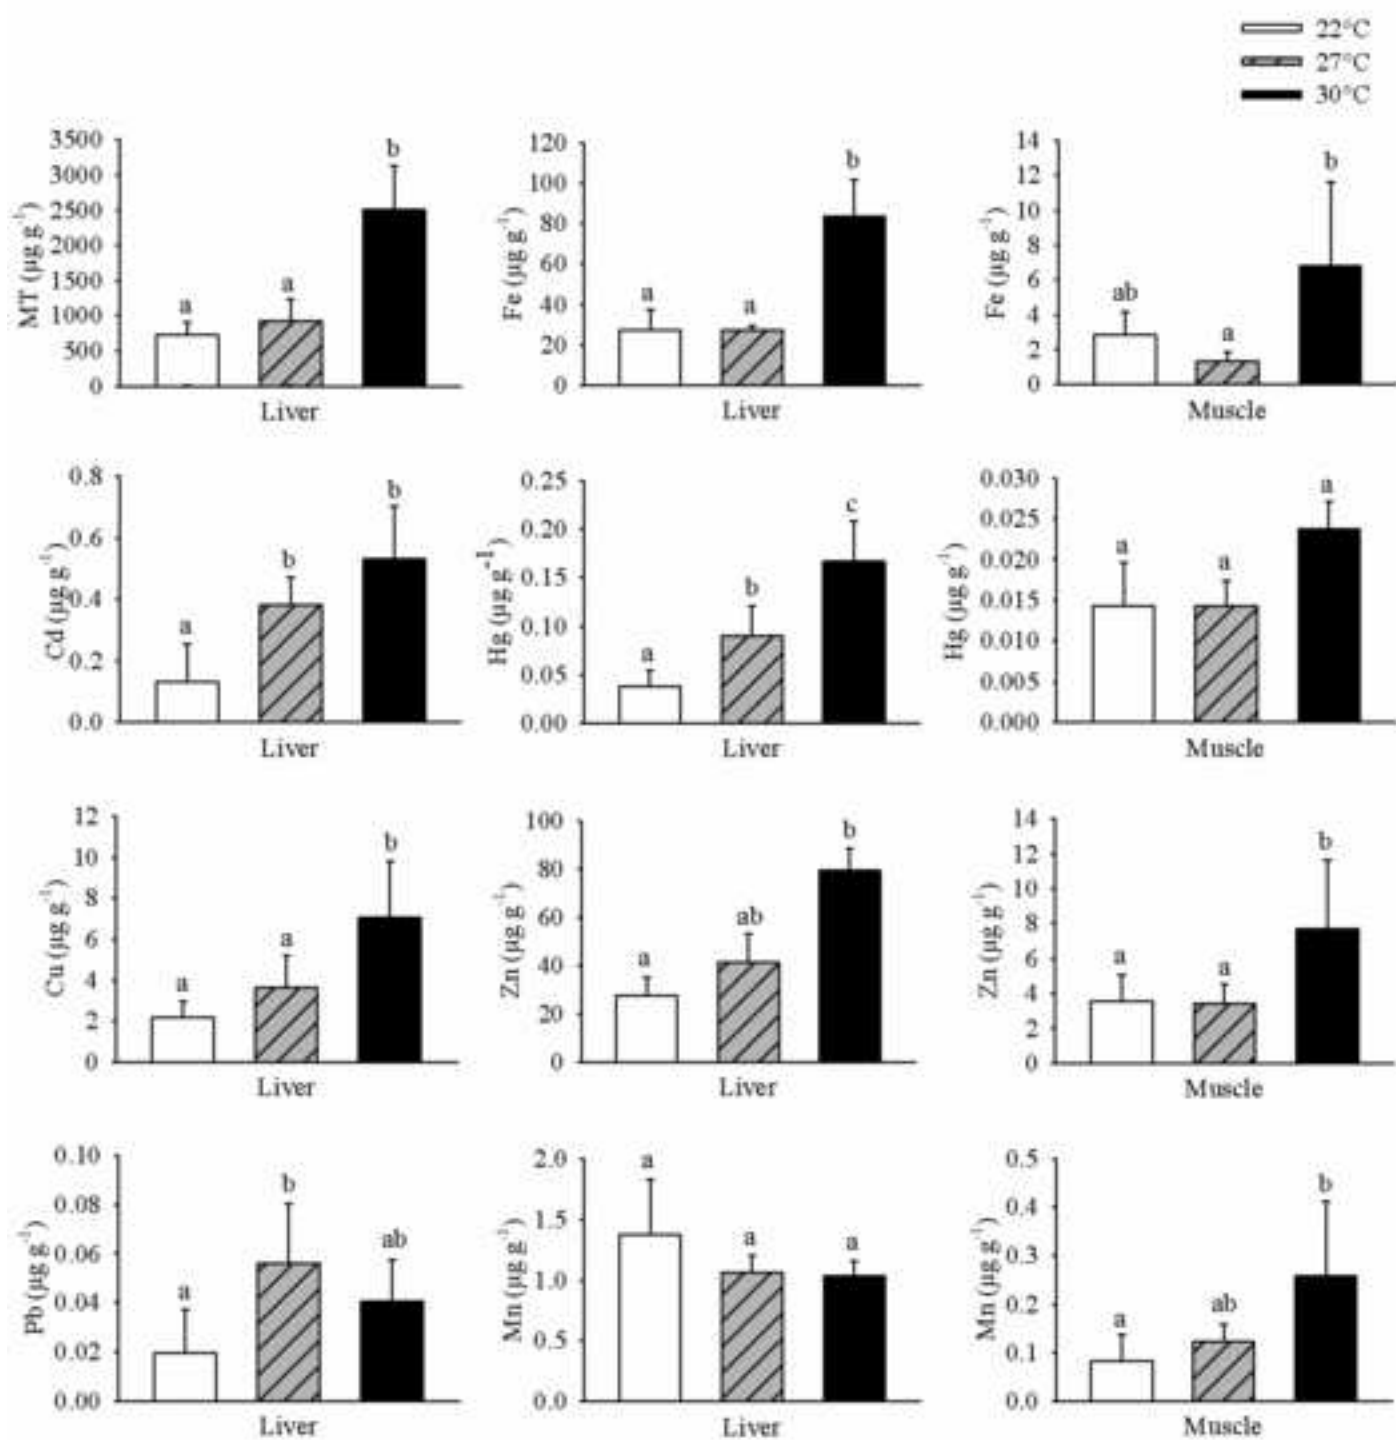 22°C
27°C
30°C
MT (µg g⁻¹)
3500
3000
2500
2000
1500
1000
500
0
a
a
b
Liver
Fe (µg g⁻¹)
120
100
80
60
40
20
0
a
a
b
Liver
Fe (µg g⁻¹)
14
12
10
8
6
4
2
0
ab
a
b
Muscle
Cd (µg g⁻¹)
0.8
0.6
0.4
0.2
0.0
a
b
b
Liver
Hg (µg g⁻¹)
0.25
0.20
0.15
0.10
0.05
0.00
a
b
c
Liver
Hg (µg g⁻¹)
0.030
0.025
0.020
0.015
0.010
0.005
0.000
a
a
a
Muscle
Cu (µg g⁻¹)
12
10
8
6
4
2
0
a
a
b
Liver
Zn (µg g⁻¹)
100
80
60
40
20
0
a
ab
b
Liver
Zn (µg g⁻¹)
14
12
10
8
6
4
2
0
a
a
b
Muscle
Pb (µg g⁻¹)
0.10
0.08
0.06
0.04
0.02
0.00
a
b
ab
Liver
Mn (µg g⁻¹)
2.0
1.5
1.0
0.5
0.0
a
a
a
Liver
Mn (µg g⁻¹)
0.5
0.4
0.3
0.2
0.1
0.0
a
ab
b
Muscle